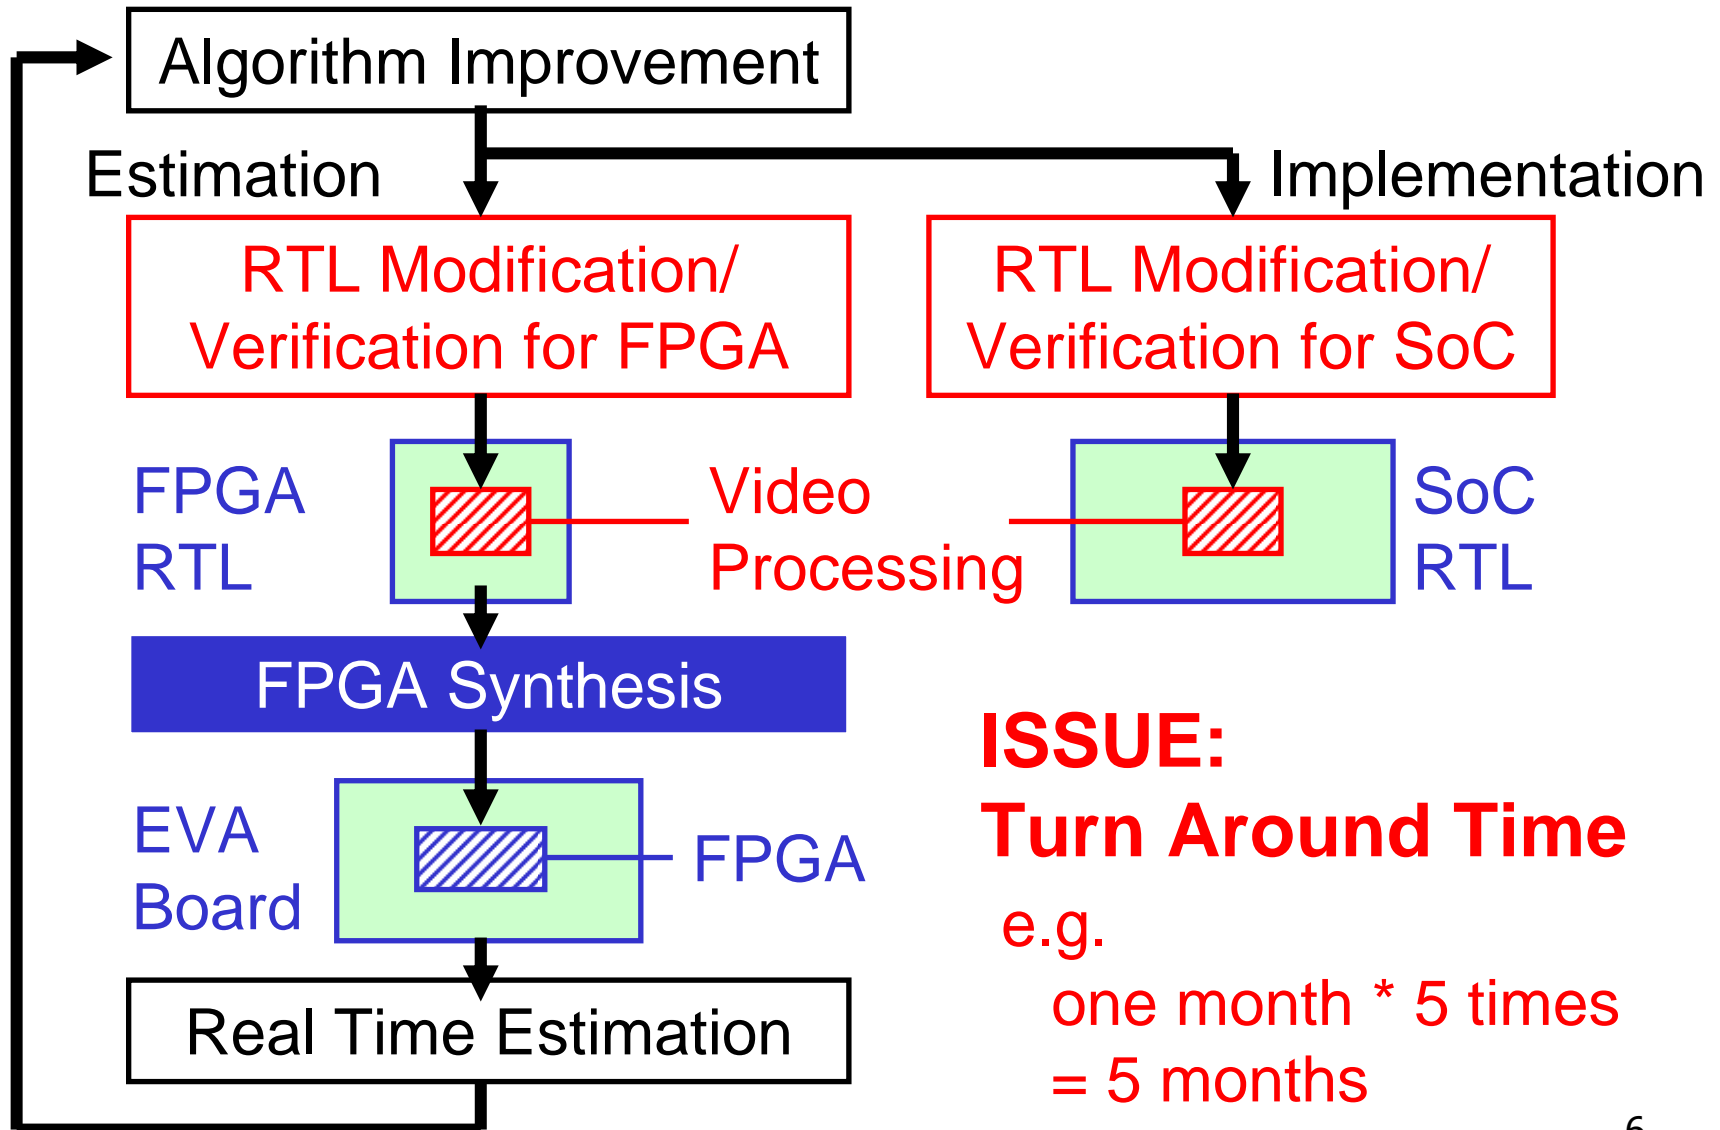 Algorithm Improvement
Estimation
Implementation
RTL Modification/
Verification for FPGA
RTL Modification/
Verification for SoC
FPGA
RTL
Video
Processing
SoC
RTL
FPGA Synthesis
EVA
Board
FPGA
Real Time Estimation
ISSUE:
Turn Around Time
e.g.
one month * 5 times
= 5 months
6